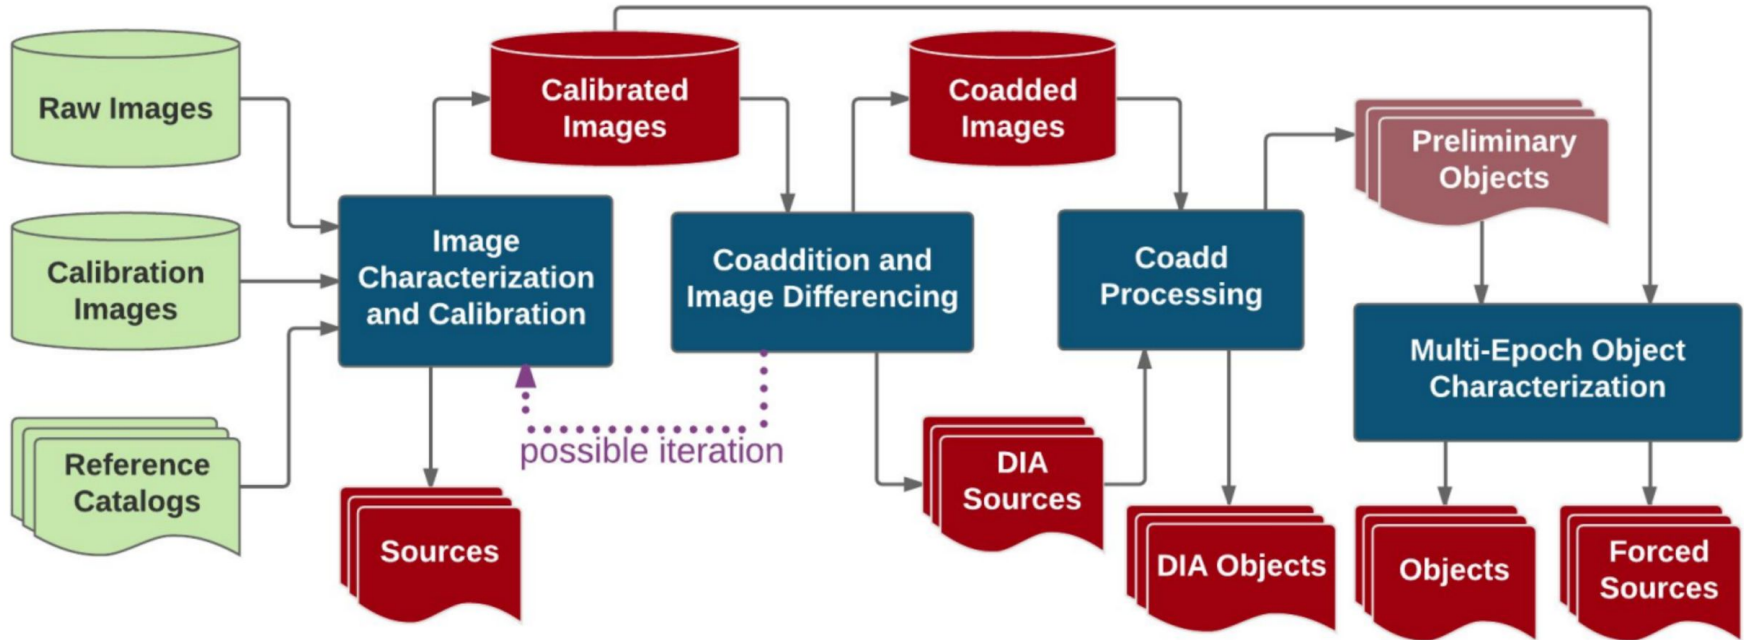 Raw Images
Calibration
Images
Reference
Catalogs
Image
Characterization
and Calibration
Sources
Calibrated
Images
possible iteration
Coaddition and
Image Differencing
Coadded
Images
DIA
Sources
Coadd
Processing
DIA Objects
Preliminary
Objects
Multi-Epoch Object
Characterization
Objects
Forced
Sources